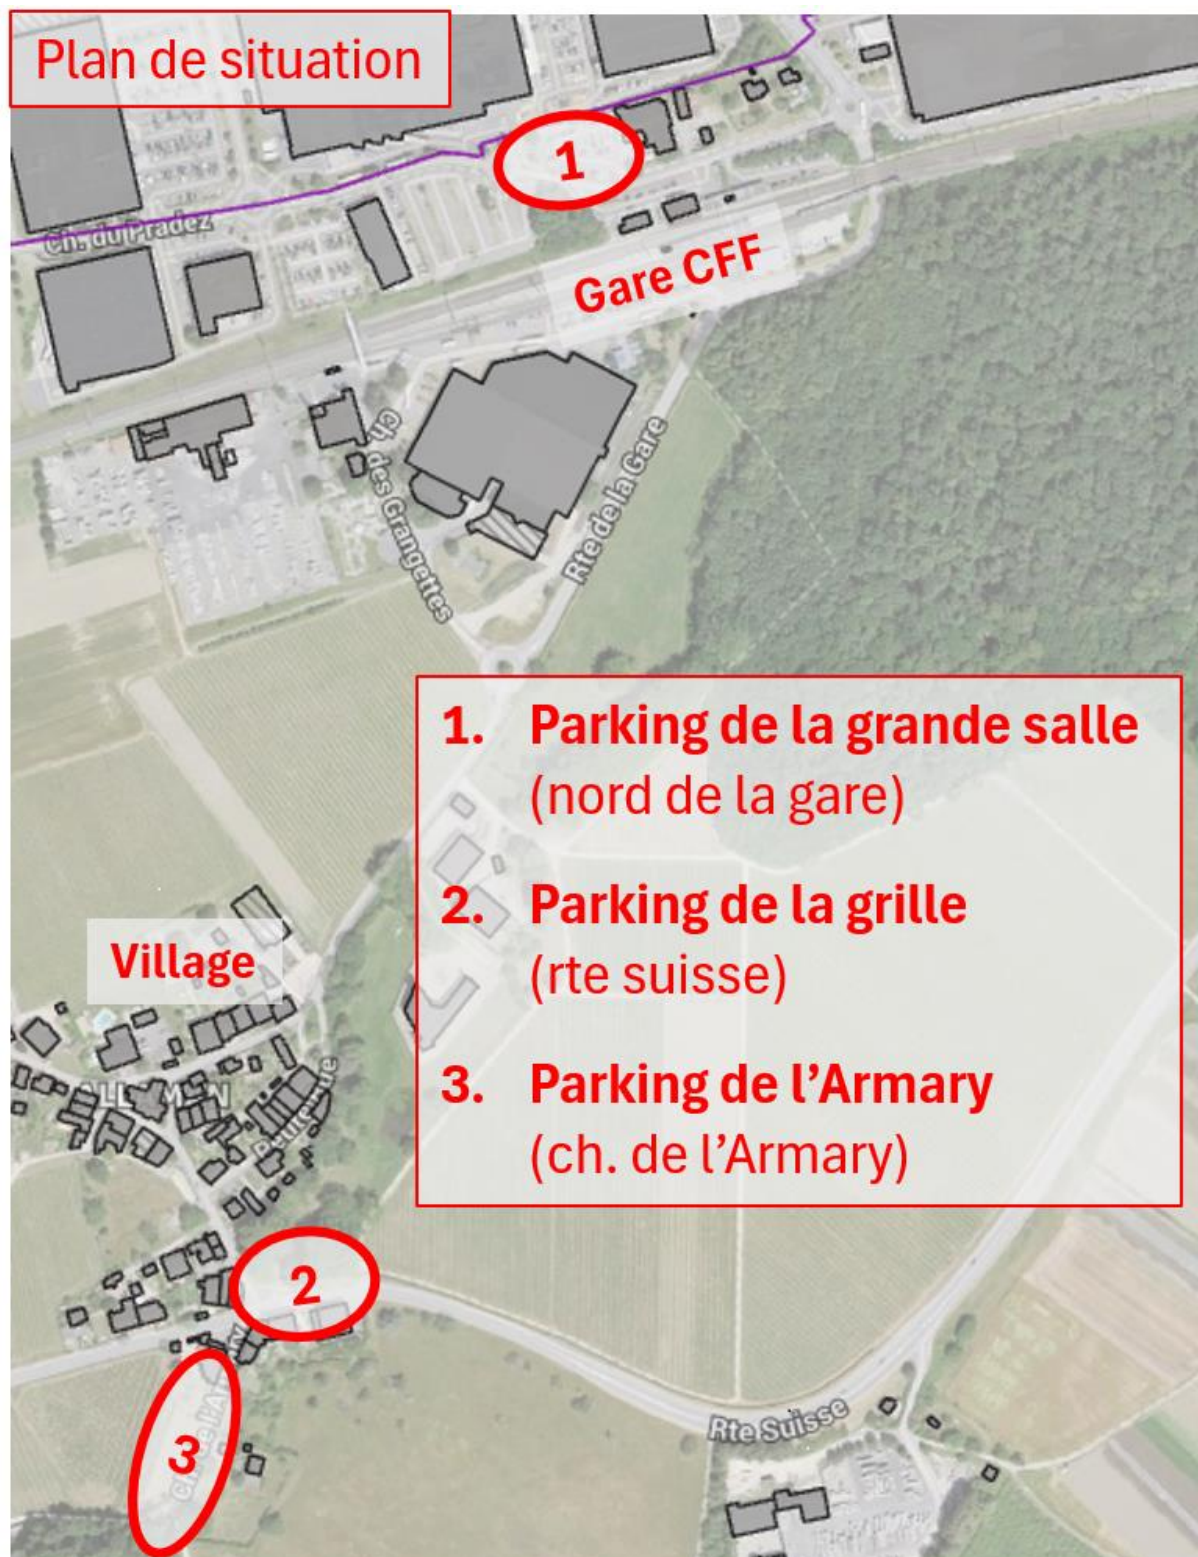 Plan de situation
1
Ch. du Pradez
Gare CFF
Ch. des Grangettes
Rte de la Gare
1. Parking de la grande salle
(nord de la gare)
2. Parking de la grille
(rte suisse)
3. Parking de l’Armary
(ch. de l’Armary)
Village
2
Rte Suisse
3